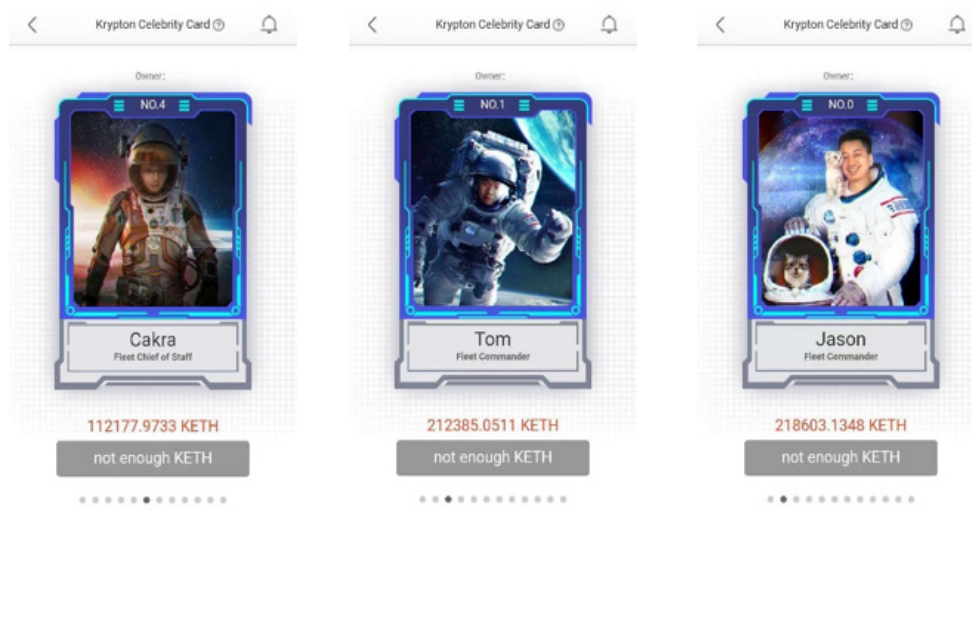 Krypton Celebrity Card ?
Owner:
NO.4
Cakra
Fleet Chief of Staff
112177.9733 KETH
not enough KETH
Krypton Celebrity Card ?
Owner:
NO.1
Tom
Fleet Commander
212385.0511 KETH
not enough KETH
Krypton Celebrity Card ?
Owner:
NO.0
Jason
Fleet Commander
218603.1348 KETH
not enough KETH